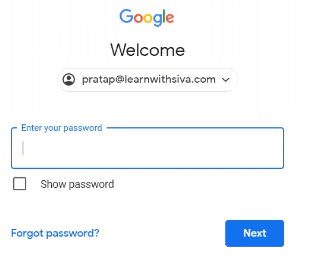 Google
Welcome
pratap@learnwithsiva.com
Enter your password
Show password
Forgot password?
Next